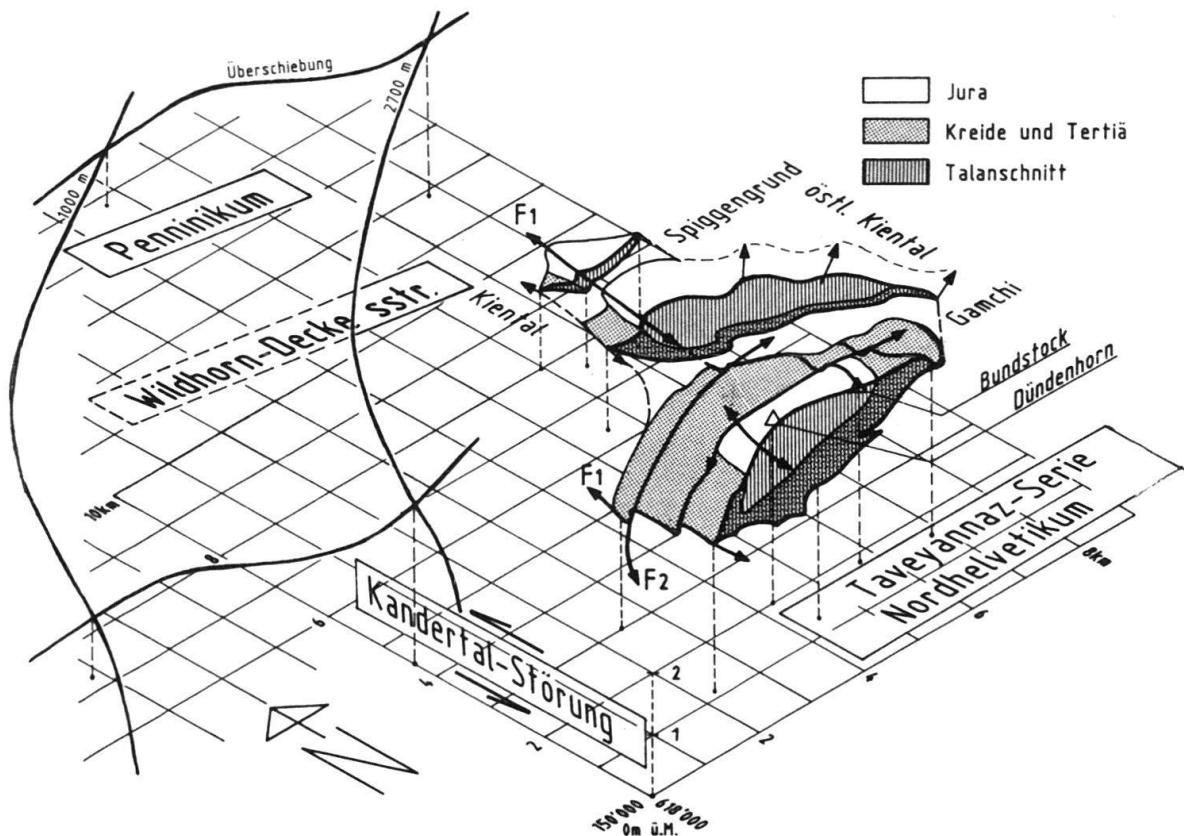 Überschiebung
2700 m
1000 m
Penninikum
Wildhorn-Decke sstr.
Jura
Kreide und Tertiä
Talanschnitt
F1
Spiggengrund
östl. Kiental
Kiental
Gamchi
Bundstock
Dündenhorn
F1
F2
Taveyannaz-Serie
Nordhelvetikum
Kandertal-Störung
10km
8
6
4
2
2
1
2
4
6
8km
150'000
618'000
0m ü.M.
N